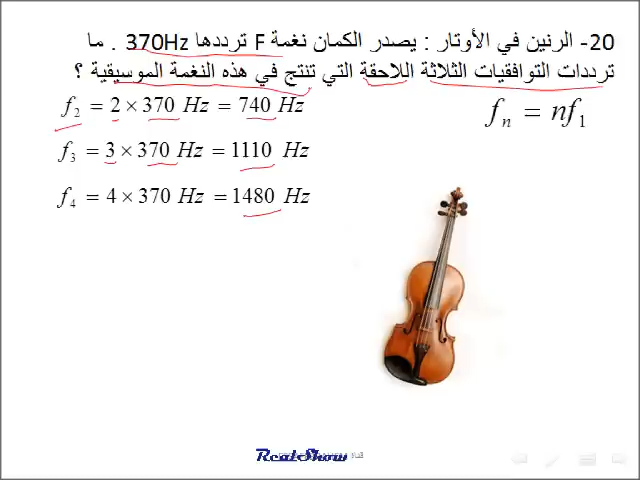 20- الرنين في الأوتار : يصدر الكمان نغمة F ترددها 370Hz . ما
ترددات التوافقيات الثلاثة اللاحقة التي تنتج في هذه النغمة الموسيقية ؟
f₂ = 2 × 370 Hz = 740 Hz
fₙ = nf₁
f₃ = 3 × 370 Hz = 1110 Hz
f₄ = 4 × 370 Hz = 1480 Hz
RealShow